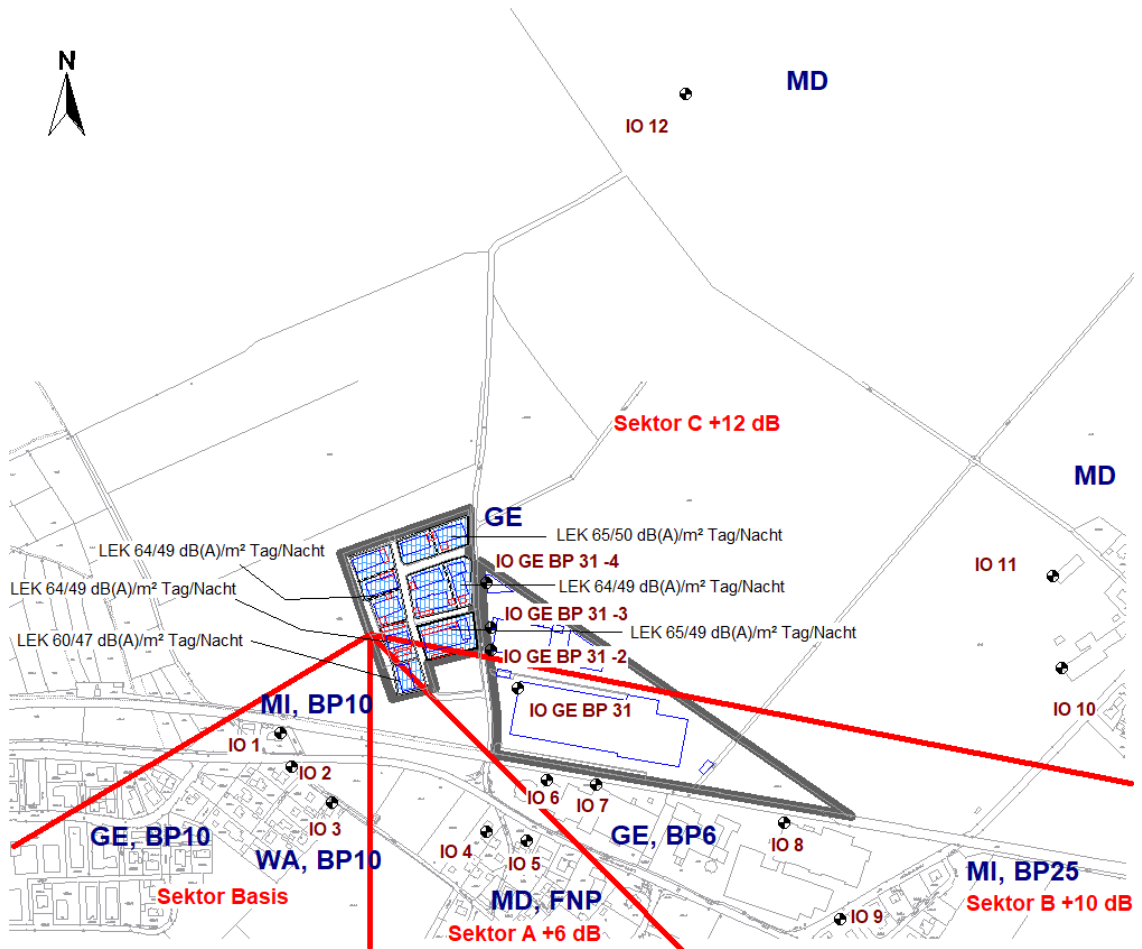 N
MD
IO 12
Sektor C +12 dB
MD
GE
LEK 65/50 dB(A)/m² Tag/Nacht
LEK 64/49 dB(A)/m² Tag/Nacht
IO GE BP 31 -4
IO 11
LEK 64/49 dB(A)/m² Tag/Nacht
LEK 64/49 dB(A)/m² Tag/Nacht
IO GE BP 31 -3
LEK 60/47 dB(A)/m² Tag/Nacht
LEK 65/49 dB(A)/m² Tag/Nacht
IO GE BP 31 -2
MI, BP10
IO GE BP 31
IO 10
IO 1
IO 2
IO 6
IO 7
IO 3
GE, BP10
GE, BP6
IO 4
IO 5
IO 8
WA, BP10
MI, BP25
Sektor Basis
MD, FNP
Sektor B +10 dB
IO 9
Sektor A +6 dB